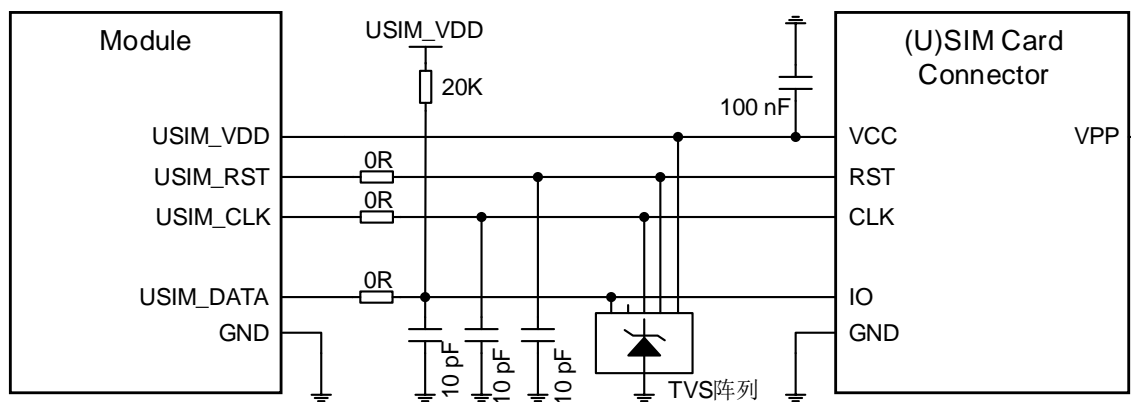 Module
USIM_VDD
(U)SIM Card
Connector
20K
100 nF
USIM_VDD
VCC
VPP
0R
USIM_RST
RST
0R
USIM_CLK
CLK
0R
USIM_DATA
IO
GND
GND
10 pF
10 pF
10 pF
TVS阵列